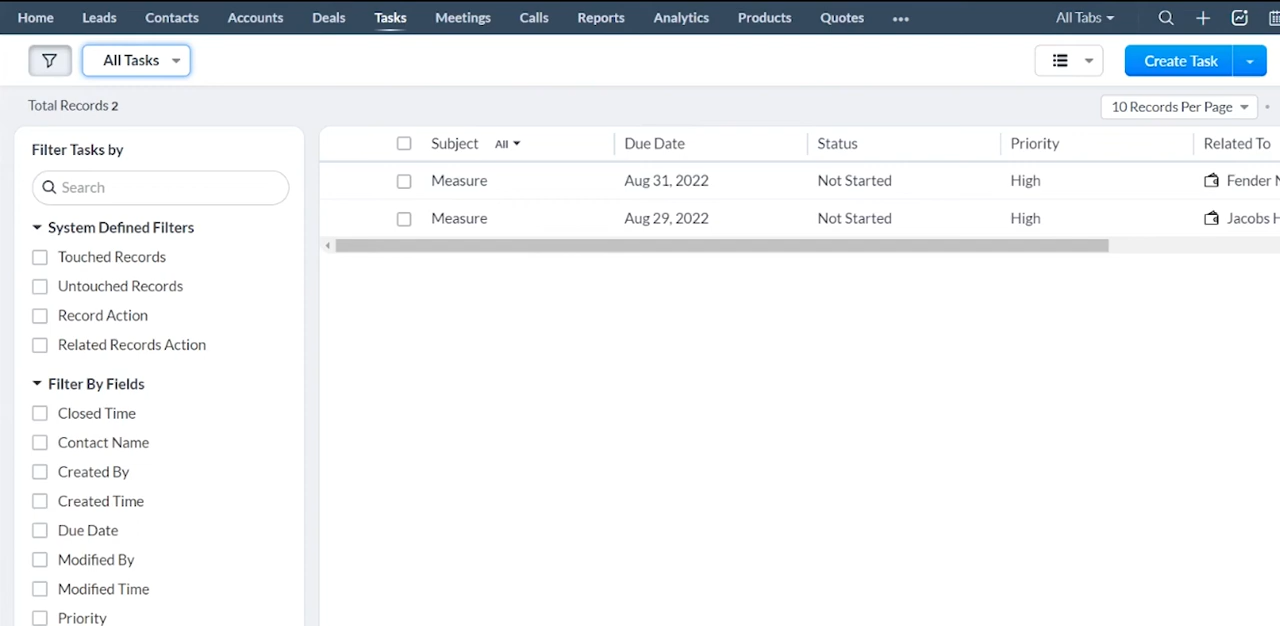 Home Leads Contacts Accounts Deals Tasks Meetings Calls Reports Analytics Products Quotes ••• All Tabs
All Tasks Create Task
Total Records 2 10 Records Per Page
Filter Tasks by
Search
System Defined Filters
Touched Records
Untouched Records
Record Action
Related Records Action
Filter By Fields
Closed Time
Contact Name
Created By
Created Time
Due Date
Modified By
Modified Time
Priority
Subject All Due Date Status Priority Related To
Measure Aug 31, 2022 Not Started High Fender
Measure Aug 29, 2022 Not Started High Jacobs